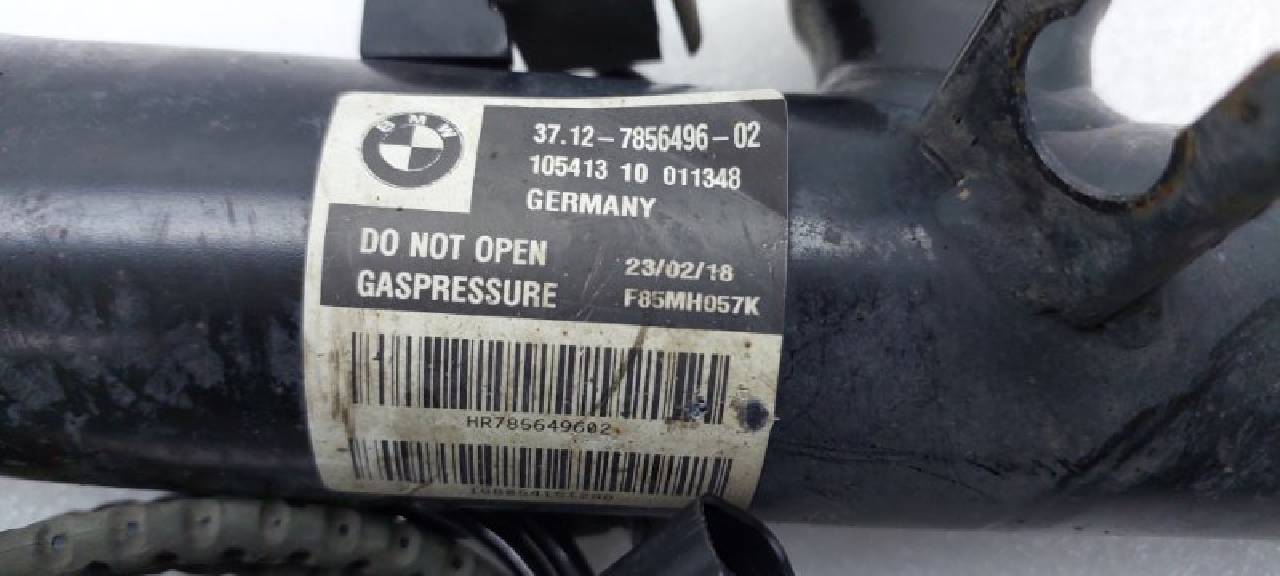 BMW
37.12-7856496-02
105413 10 011348
GERMANY
DO NOT OPEN
GASPRESSURE
23/02/18
F85MH057K
HR785649602